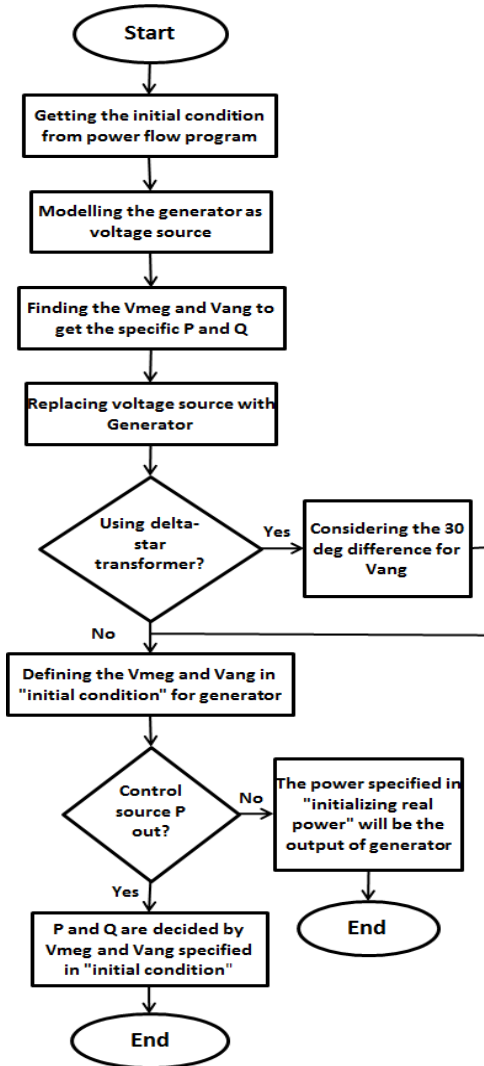 Start
Getting the initial condition
from power flow program
Modelling the generator as
voltage source
Finding the Vmeg and Vang to
get the specific P and Q
Replacing voltage source with
Generator
Using delta-
star
transformer?
Yes
Considering the 30
deg difference for
Vang
No
Defining the Vmeg and Vang in
"initial condition" for generator
Control
source P
out?
No
The power specified in
"initializing real
power" will be the
output of generator
Yes
End
P and Q are decided by
Vmeg and Vang specified
in "initial condition"
End